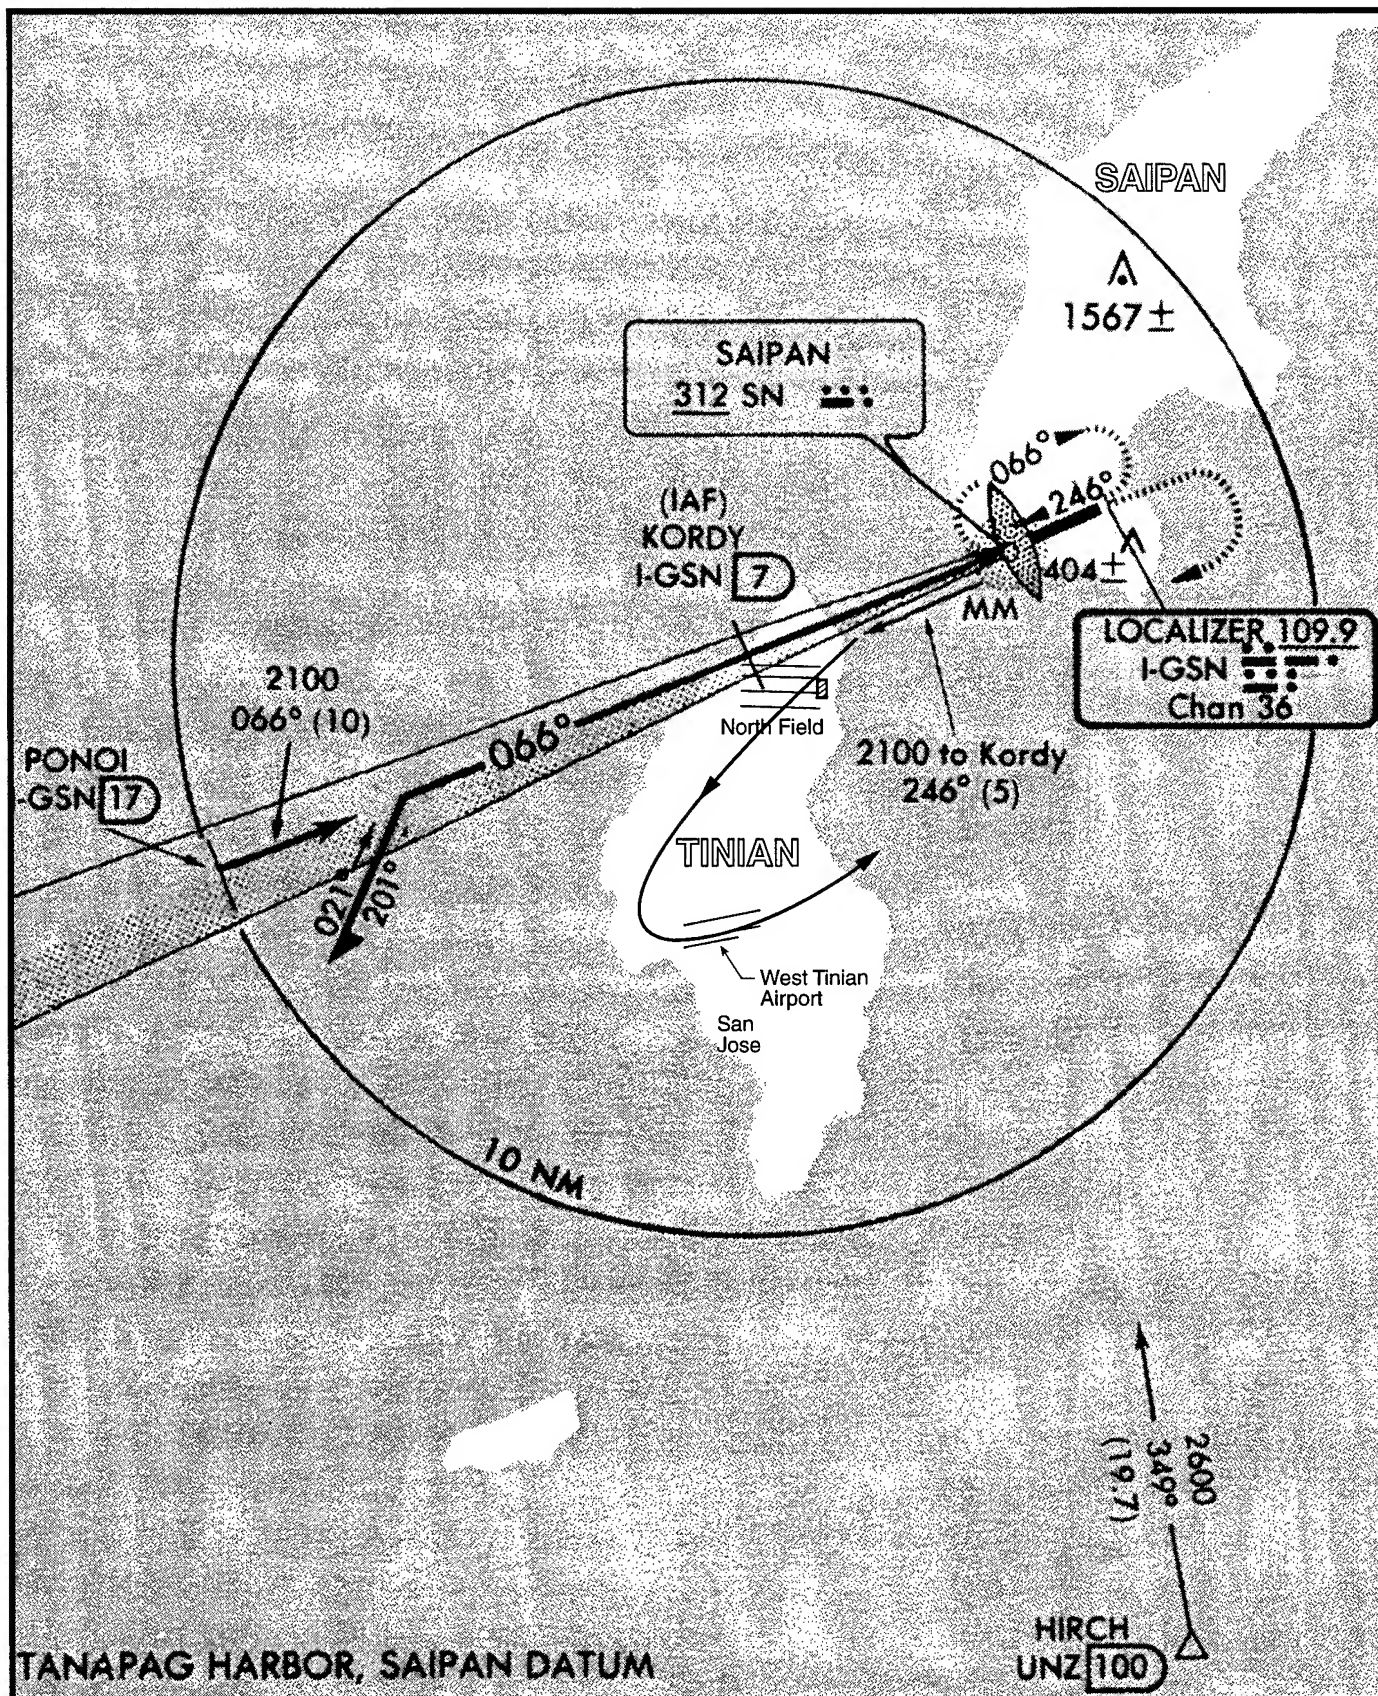 SAIPAN
1567±
SAIPAN
312 SN
(IAF)
KORDY
I-GSN 7
066°
246°
404±
MM
LOCALIZER 109.9
I-GSN
Chan 36
2100
066° (10)
PONOI
-GSN 17
066°
North Field
2100 to Kordy
246° (5)
021°
201°
TINIAN
West Tinian
Airport
San
Jose
10 NM
2600
349°
(19.7)
HIRCH
UNZ 100
TANAPAG HARBOR, SAIPAN DATUM